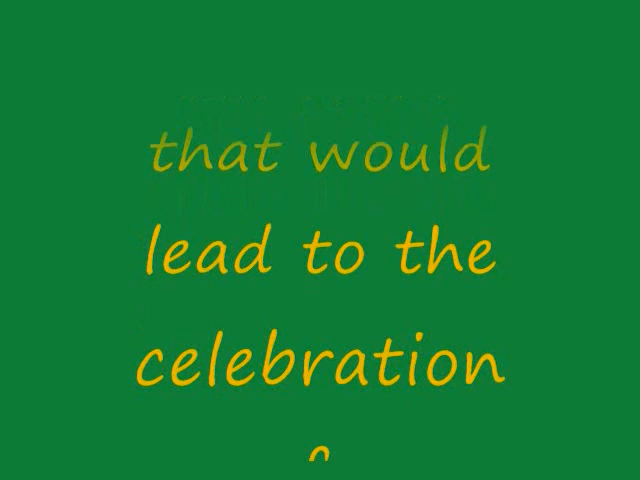 that would
lead to the
celebration